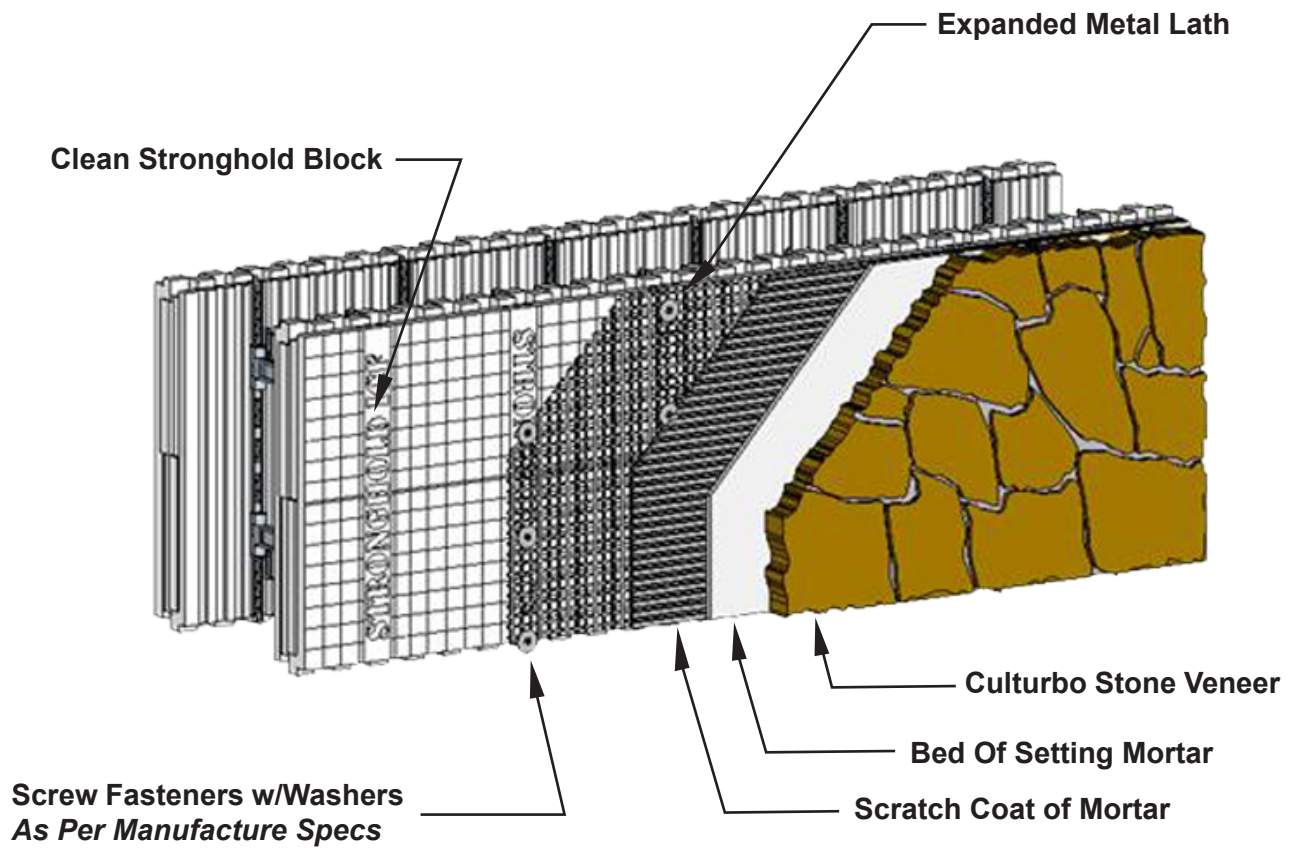 Expanded Metal Lath
Clean Stronghold Block
STRONGHOLD
STRO
Culturbo Stone Veneer
Bed Of Setting Mortar
Scratch Coat of Mortar
Screw Fasteners w/Washers
As Per Manufacture Specs